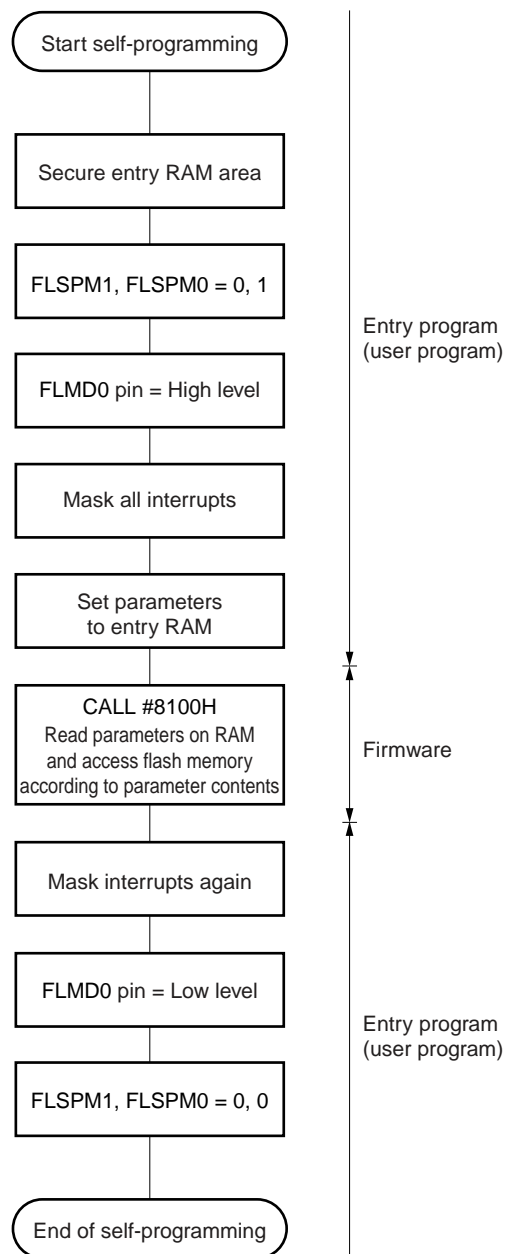 Start self-programming
Secure entry RAM area
FLSPM1, FLSPM0 = 0, 1
Entry program
(user program)
FLMD0 pin = High level
Mask all interrupts
Set parameters
to entry RAM
CALL #8100H
Read parameters on RAM
and access flash memory
according to parameter contents
Firmware
Mask interrupts again
FLMD0 pin = Low level
Entry program
(user program)
FLSPM1, FLSPM0 = 0, 0
End of self-programming